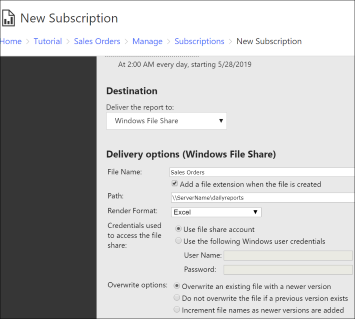 New Subscription
Home > Tutorial > Sales Orders > Manage > Subscriptions > New Subscription
At 2:00 AM every day, starting 5/28/2019
Destination
Deliver the report to:
Windows File Share
Delivery options (Windows File Share)
File Name: Sales Orders
Add a file extension when the file is created
Path: \\ServerName\dailyreports
Render Format: Excel
Credentials used
to access the file
share:
Use file share account
Use the following Windows user credentials
User Name:
Password:
Overwrite options: Overwrite an existing file with a newer version
Do not overwrite the file if a previous version exists
Increment file names as newer versions are added